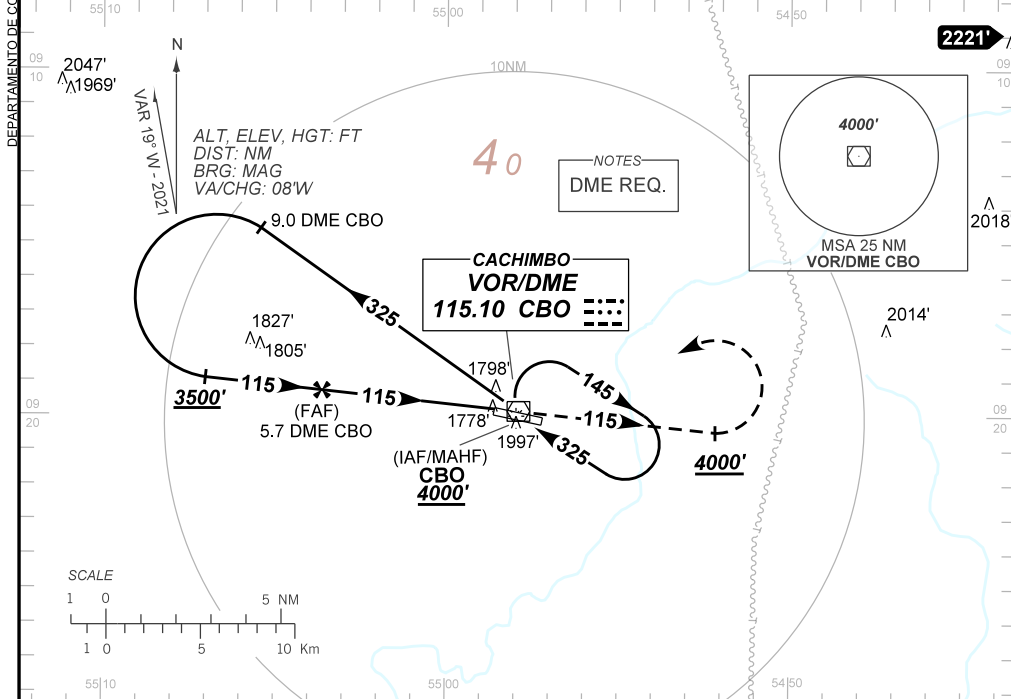 DEPARTAMENTO DE CO
55 10
55 00
54 50
2221'
09
10
09
10
2047'
1969'
N
10NM
VAR 19° W - 2021
ALT, ELEV, HGT: FT
DIST: NM
BRG: MAG
VA/CHG: 08'W
4 0
NOTES
DME REQ.
4000'
MSA 25 NM
VOR/DME CBO
2018
9.0 DME CBO
CACHIMBO
VOR/DME
115.10 CBO
325
2014'
1827'
1805'
1798'
3500'
115
115
(FAF)
5.7 DME CBO
145
115
1778'
1997'
325
4000'
09
20
09
20
(IAF/MAHF)
CBO
4000'
SCALE
1 0 5 NM
1 0 5 10 Km
55 10
55 00
54 50